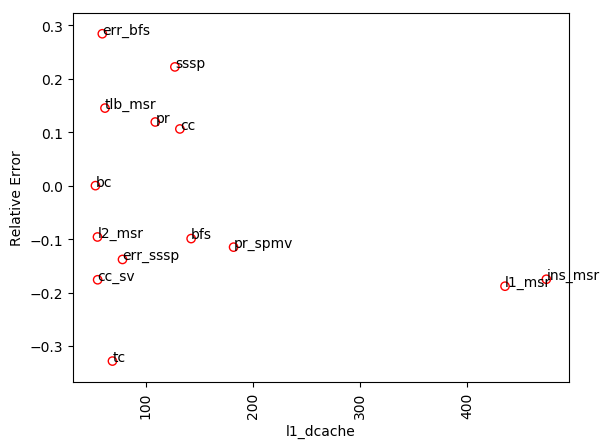 0.3
err_bfs
sssp
0.2
tlb_msr
pr
cc
0.1
bc
0.0
Relative Error
l2_msr
bfs
pr_spmv
−0.1
err_sssp
cc_sv
l1_msr
ins_msr
−0.2
−0.3
tc
100
200
300
400
l1_dcache